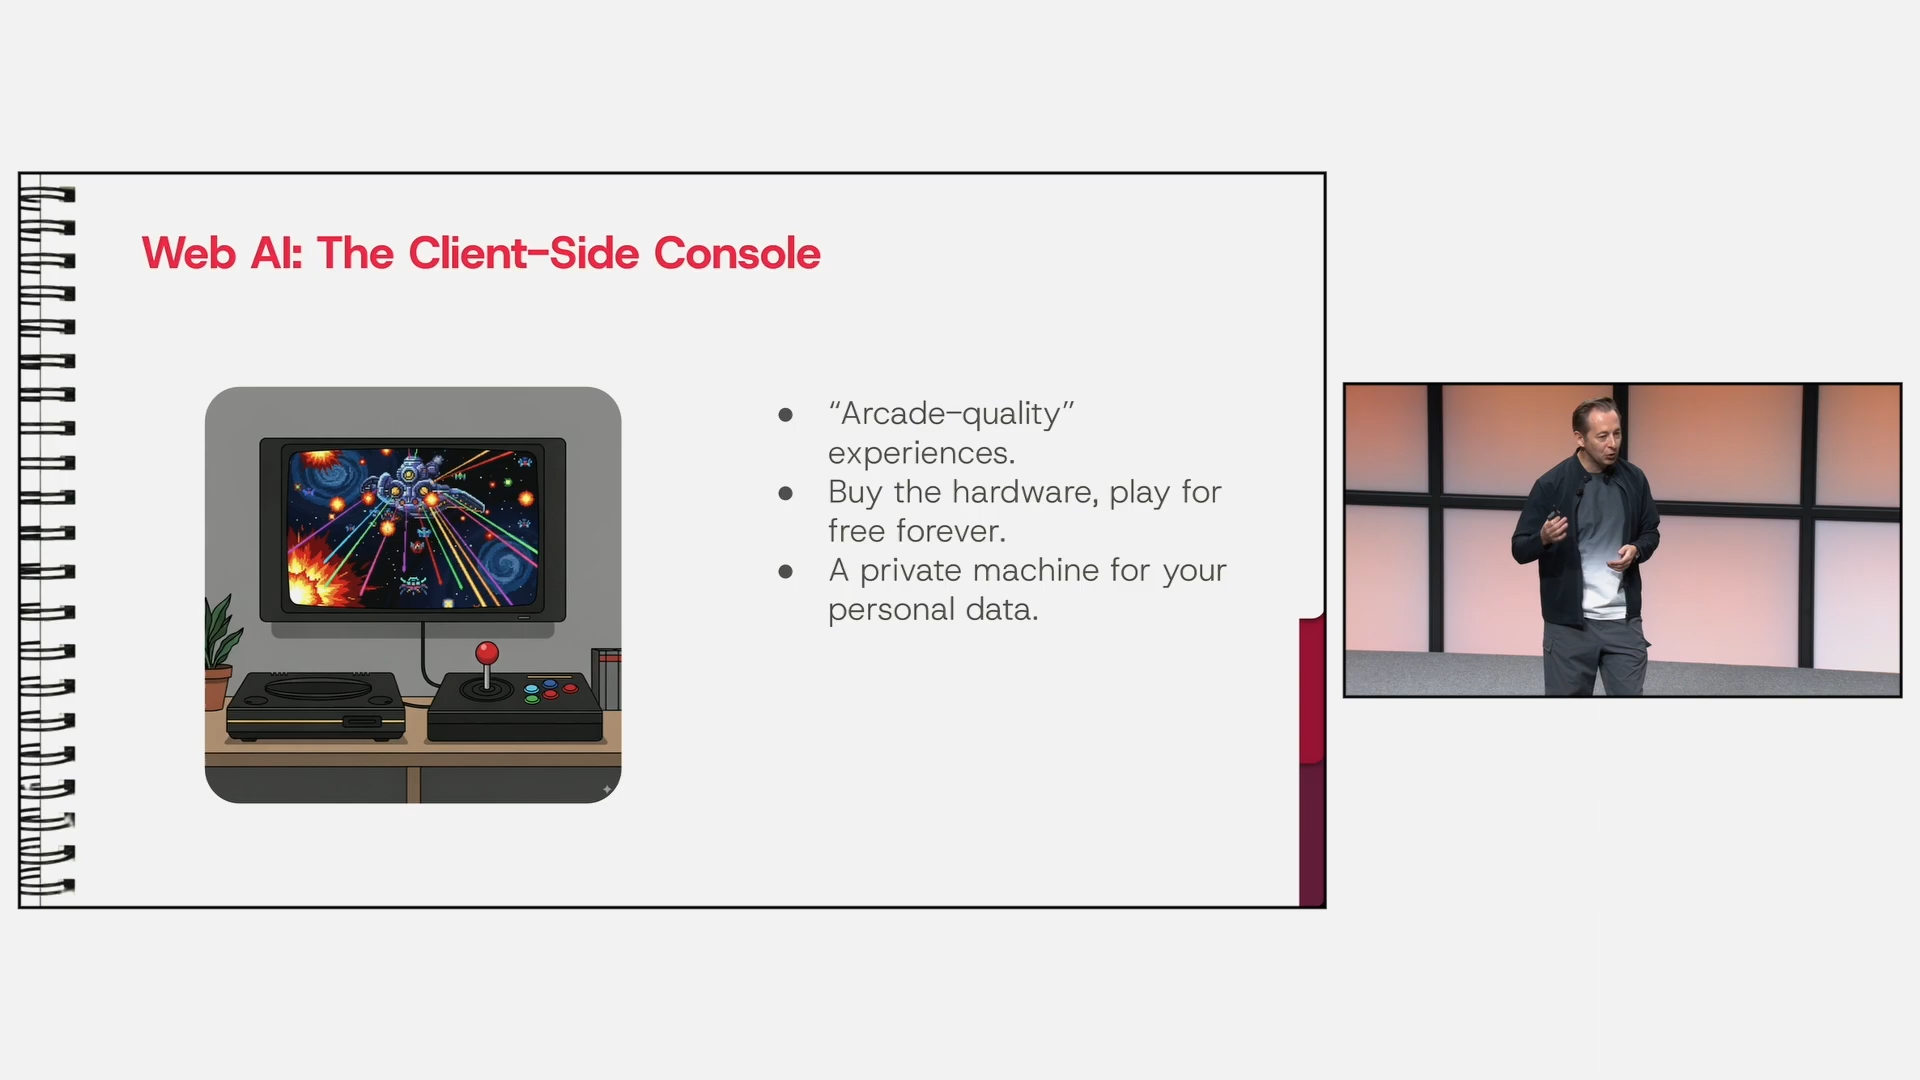 Web AI: The Client-Side Console
● “Arcade-quality”
experiences.
● Buy the hardware, play for
free forever.
● A private machine for your
personal data.